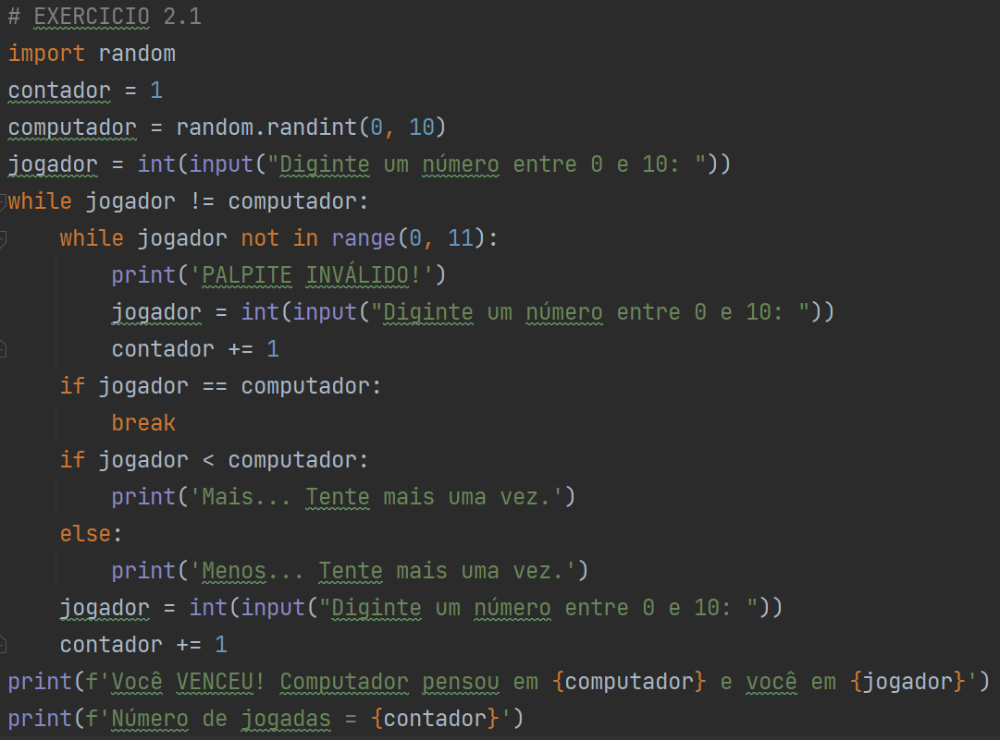 # EXERCICIO 2.1
import random
contador = 1
computador = random.randint(0, 10)
jogador = int(input("Diginte um número entre 0 e 10: "))
while jogador != computador:
    while jogador not in range(0, 11):
        print('PALPITE INVÁLIDO!')
        jogador = int(input("Diginte um número entre 0 e 10: "))
        contador += 1
    if jogador == computador:
        break
    if jogador < computador:
        print('Mais... Tente mais uma vez.')
    else:
        print('Menos... Tente mais uma vez.')
    jogador = int(input("Diginte um número entre 0 e 10: "))
    contador += 1
print(f'Você VENCEU! Computador pensou em {computador} e você em {jogador}')
print(f'Número de jogadas = {contador}')